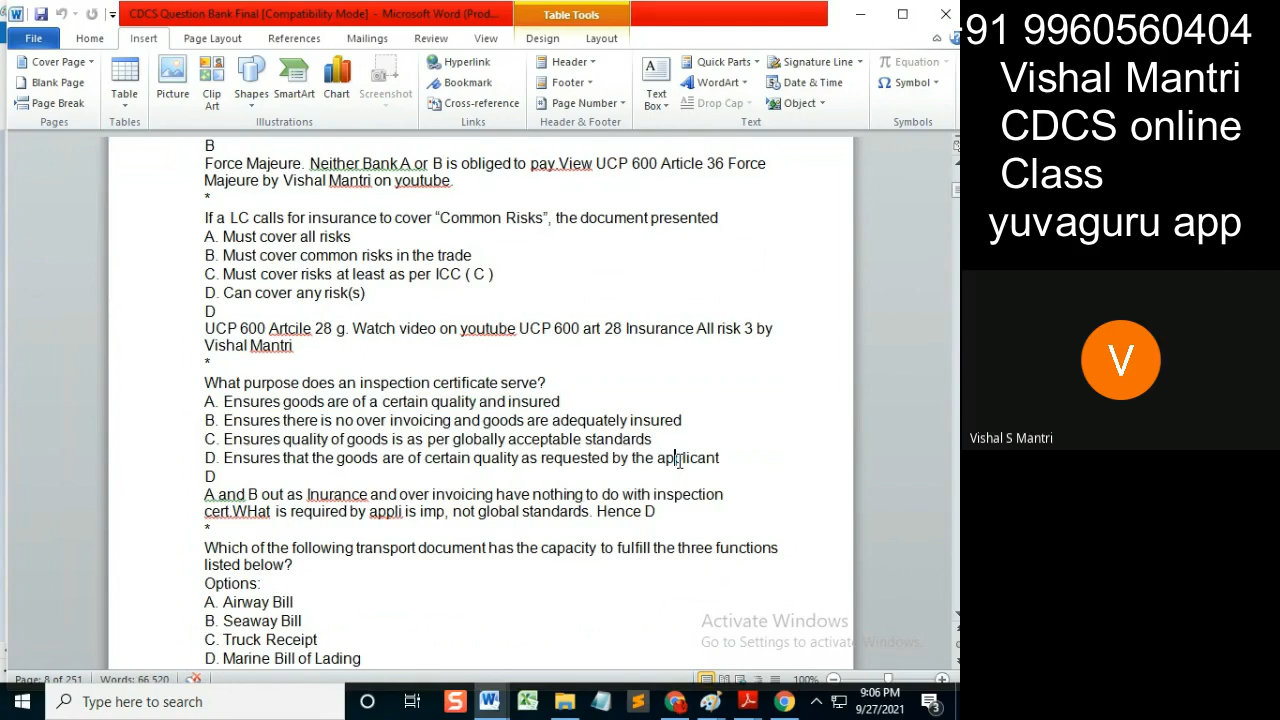 CDCS Question Bank Final [Compatibility Mode] - Microsoft Word (Prod...
Table Tools
File
Home
Insert
Page Layout
References
Mailings
Review
View
Design
Layout
Cover Page
Blank Page
Page Break
Pages
Table
Tables
Picture
Clip Art
Shapes
SmartArt
Chart
Screenshot
Illustrations
Hyperlink
Bookmark
Cross-reference
Links
Header
Footer
Page Number
Header & Footer
Text Box
Quick Parts
WordArt
Drop Cap
Signature Line
Date & Time
Object
Text
Equation
Symbol
Symbols
B
Force Majeure. Neither Bank A or B is obliged to pay.View UCP 600 Article 36 Force
Majeure by Vishal Mantri on youtube.
*
If a LC calls for insurance to cover “Common Risks”, the document presented
A. Must cover all risks
B. Must cover common risks in the trade
C. Must cover risks at least as per ICC ( C )
D. Can cover any risk(s)
D
UCP 600 Artcile 28 g. Watch video on youtube UCP 600 art 28 Insurance All risk 3 by
Vishal Mantri
*
What purpose does an inspection certificate serve?
A. Ensures goods are of a certain quality and insured
B. Ensures there is no over invoicing and goods are adequately insured
C. Ensures quality of goods is as per globally acceptable standards
D. Ensures that the goods are of certain quality as requested by the applicant
D
A and B out as Inurance and over invoicing have nothing to do with inspection
cert.WHat is required by appli is imp, not global standards. Hence D
*
Which of the following transport document has the capacity to fulfill the three functions
listed below?
Options:
A. Airway Bill
B. Seaway Bill
C. Truck Receipt
D. Marine Bill of Lading
Activate Windows
Go to Settings to activate Windows.
Page: 8 of 251
Words: 66,520
100%
Type here to search
9:06 PM
9/27/2021
3
-91 9960560404
Vishal Mantri
CDCS online
Class
yuvaguru app
V
Vishal S Mantri